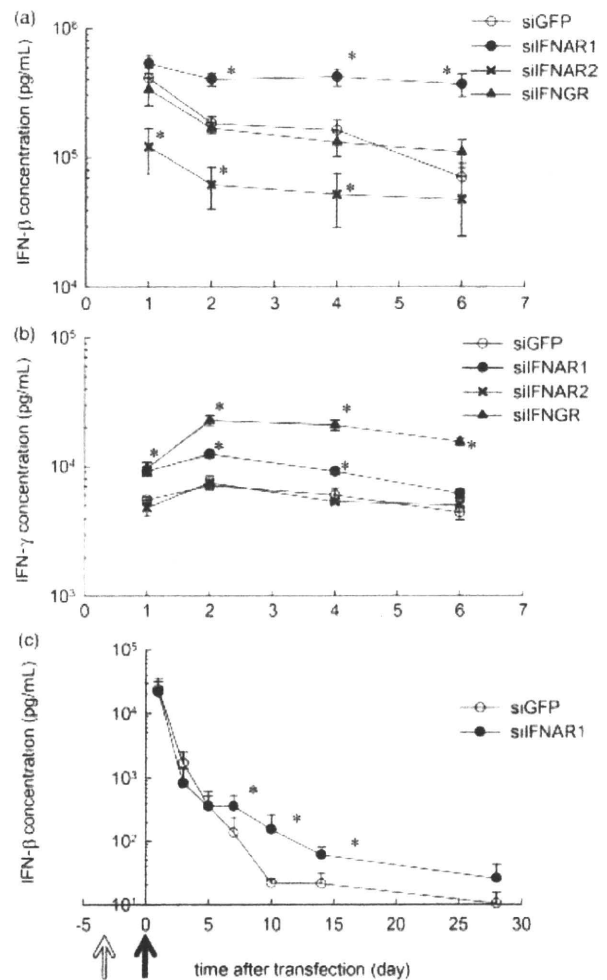 (a)
IFN-β concentration (pg/mL)
10⁶
10⁵
10⁴
siGFP
siIFNAR1
siIFNAR2
siIFNGR
* * *
* * *
0 1 2 3 4 5 6 7
(b)
IFN-γ concentration (pg/mL)
10⁵
10⁴
10³
siGFP
siIFNAR1
siIFNAR2
siIFNGR
* * * *
* *
0 1 2 3 4 5 6 7
(c)
IFN-β concentration (pg/mL)
10⁵
10⁴
10³
10²
10¹
siGFP
siIFNAR1
* * *
-5 0 5 10 15 20 25 30
time after transfection (day)